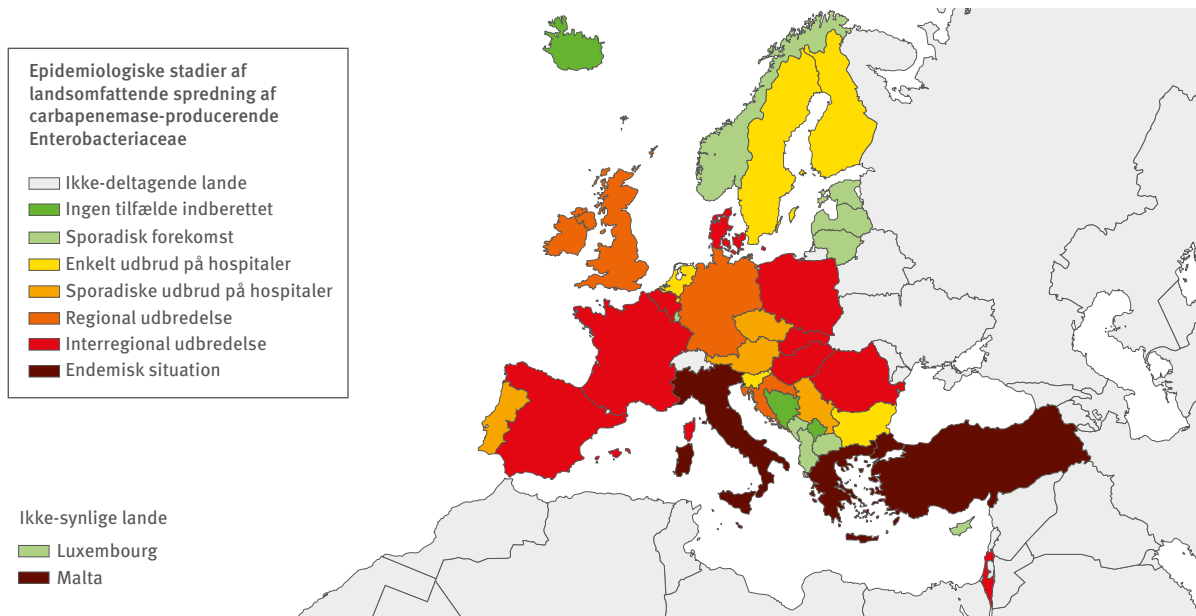 Epidemiologiske stadier af
landsomfattende spredning af
carbapenemase-producerende
Enterobacteriaceae
Ikke-deltagende lande
Ingen tilfælde indberettet
Sporadisk forekomst
Enkelt udbrud på hospitaler
Sporadiske udbrud på hospitaler
Regional udbredelse
Interregional udbredelse
Endemisk situation
Ikke-synlige lande
Luxembourg
Malta